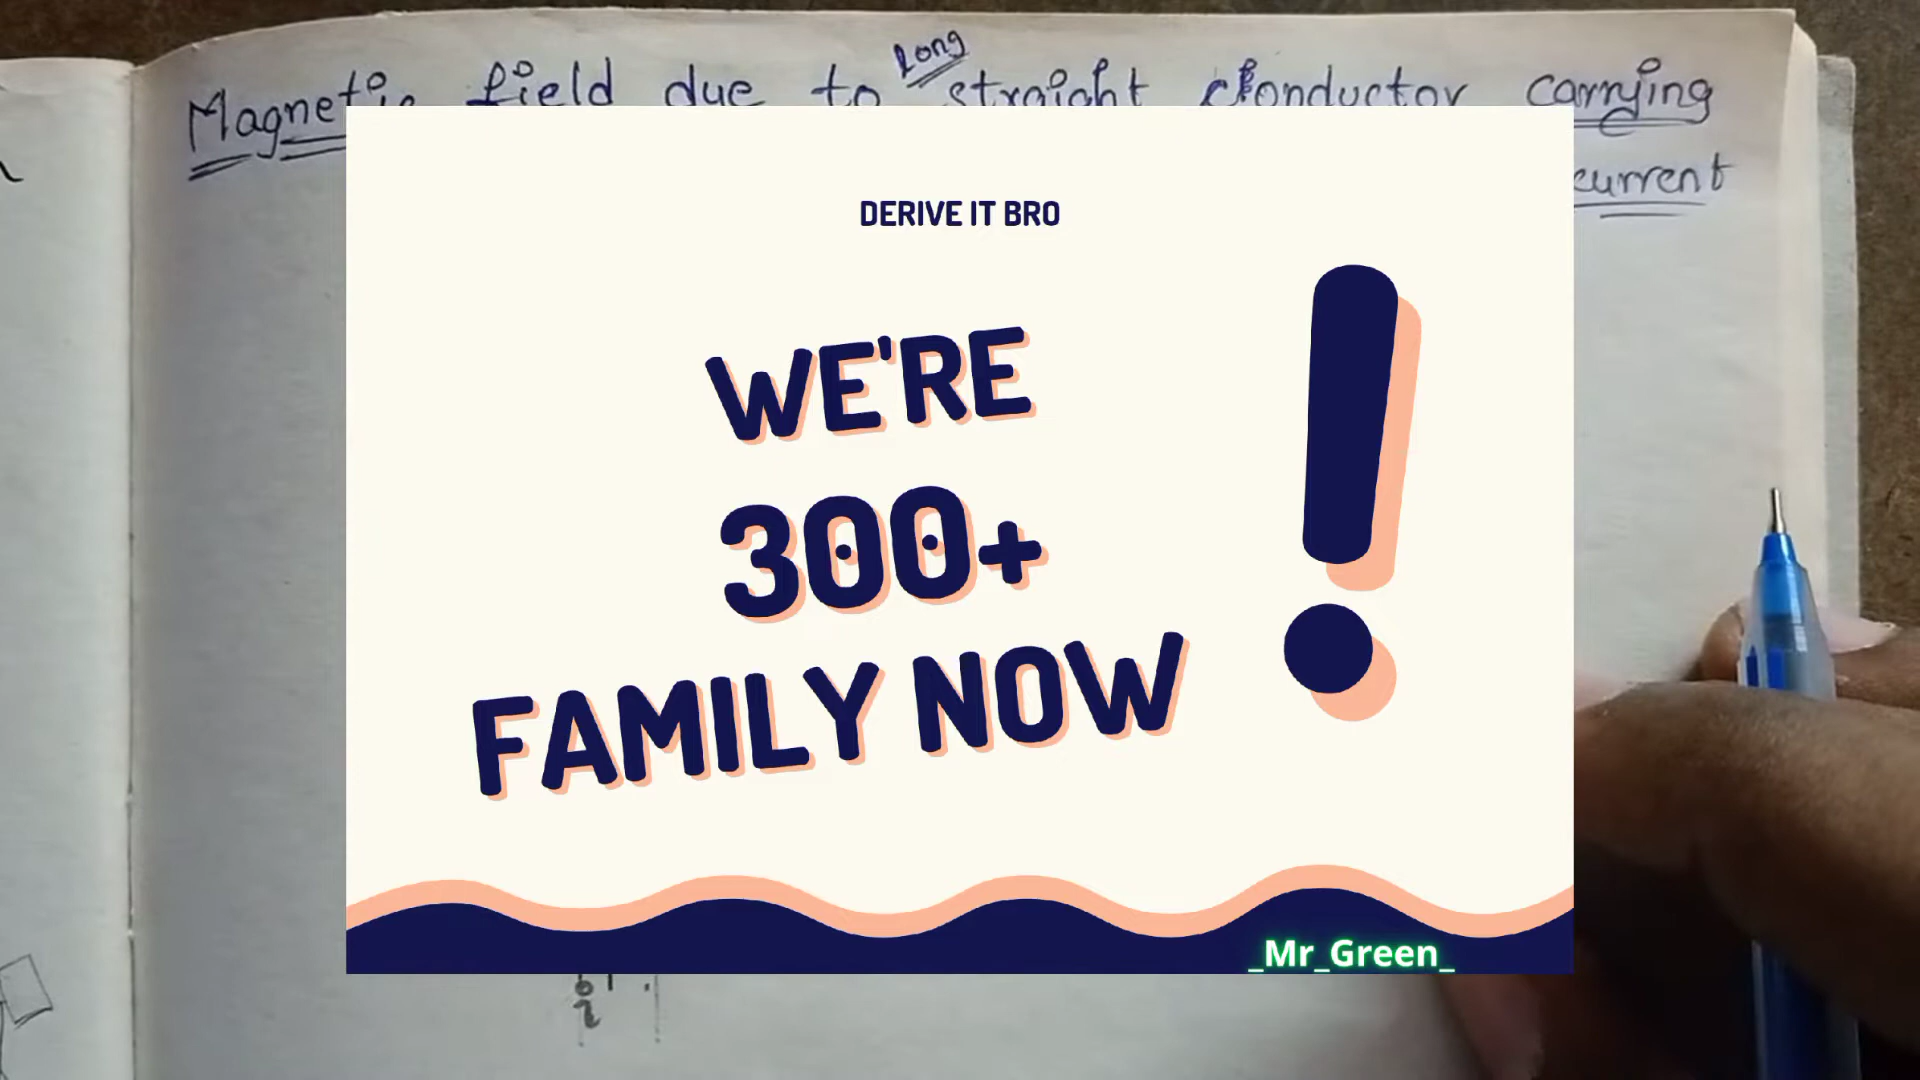 Magnetic field due to long straight conductor carrying
current
DERIVE IT BRO
WE'RE
300+
FAMILY NOW
!
_Mr_Green_